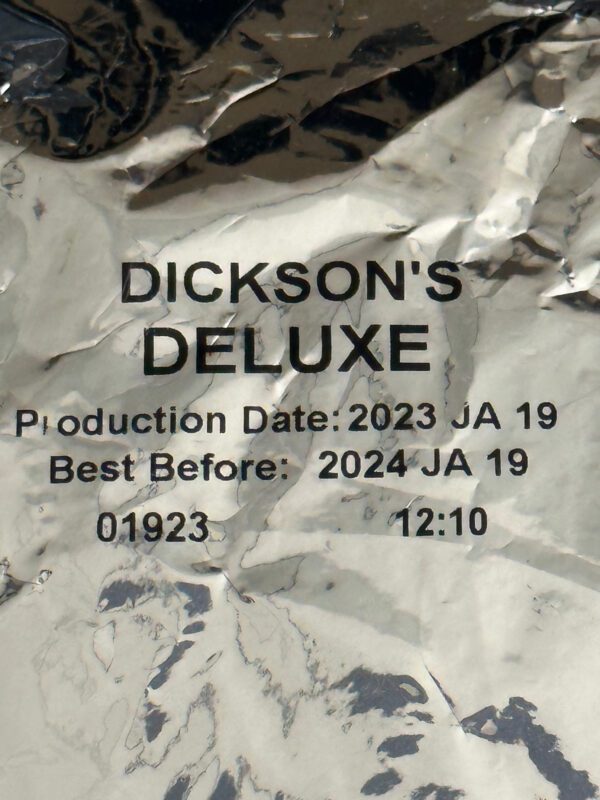 DICKSON'S
DELUXE
Production Date: 2023 JA 19
Best Before: 2024 JA 19
01923 12:10